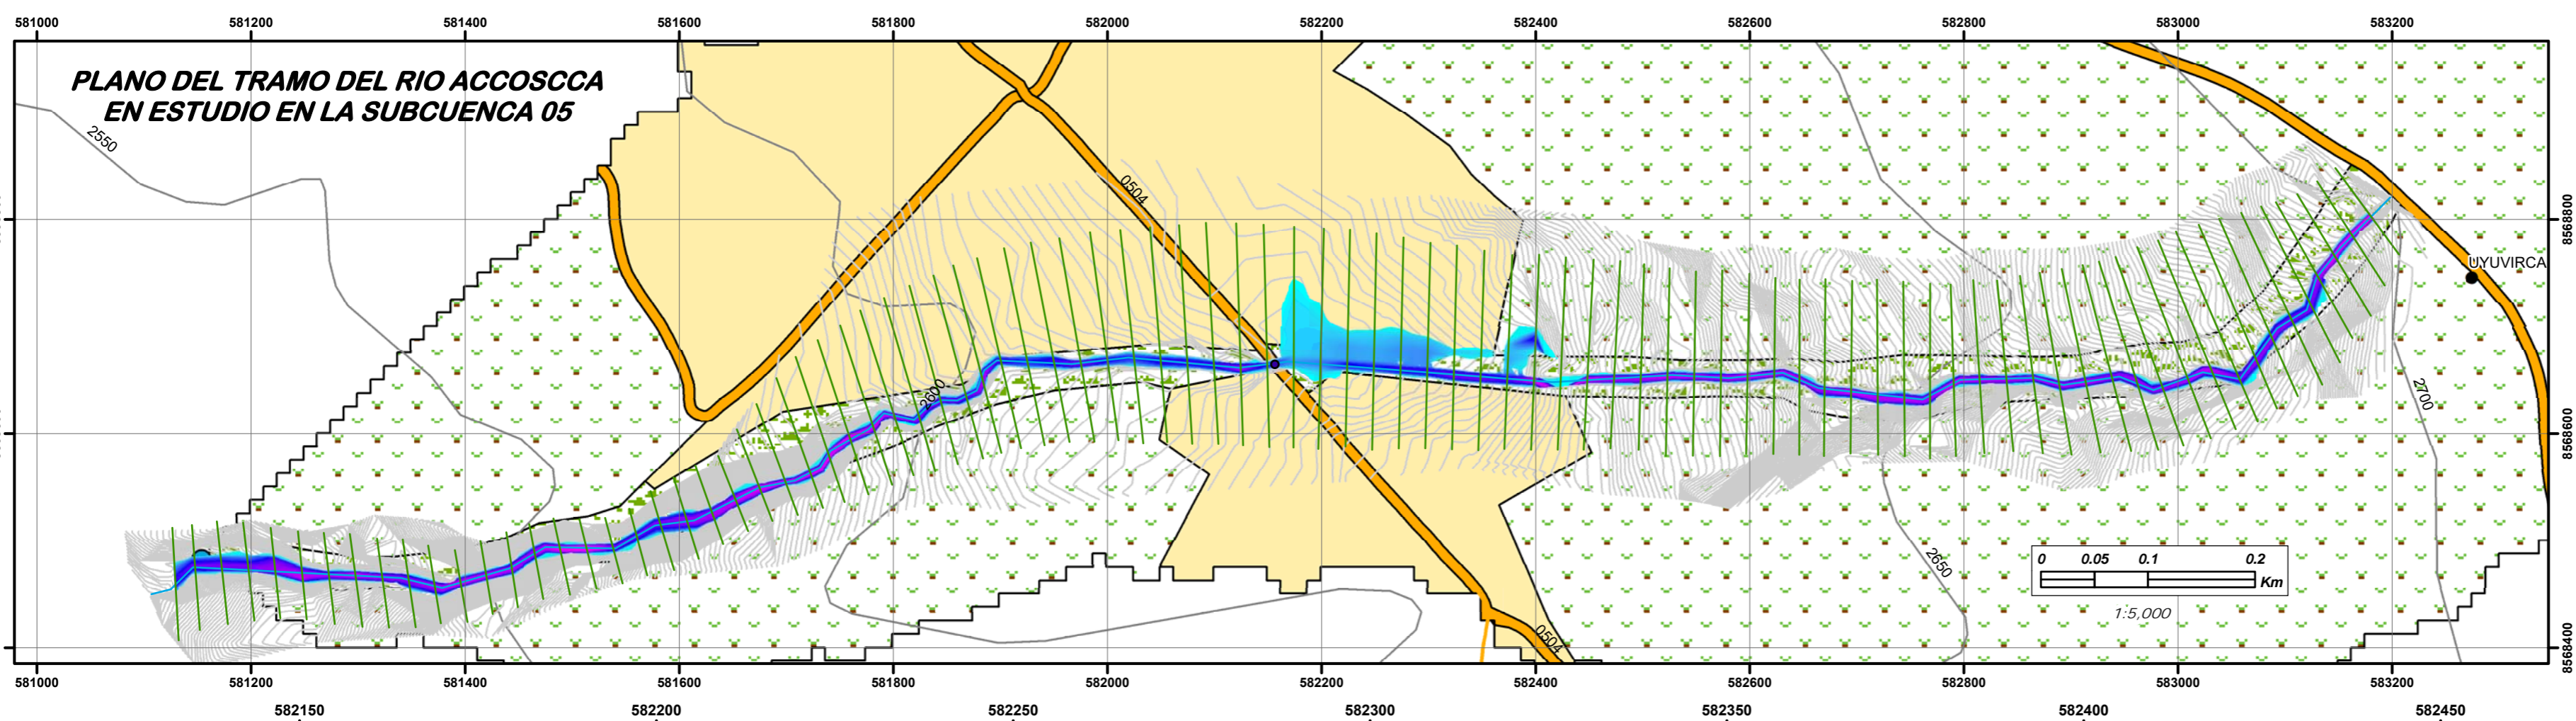 581000 581200 581400 581600 581800 582000 582200 582400 582600 582800 583000 583200
PLANO DEL TRAMO DEL RIO ACCOSCCA
EN ESTUDIO EN LA SUBCUENCA 05
2550
0504
8568800
UYUVIRCA
2600
2700
8568600
2650
0 0.05 0.1 0.2
Km
1:5,000
0504
8568400
581000 581200 581400 581600 581800 582000 582200 582400 582600 582800 583000 583200
582150 582200 582250 582300 582350 582400 582450